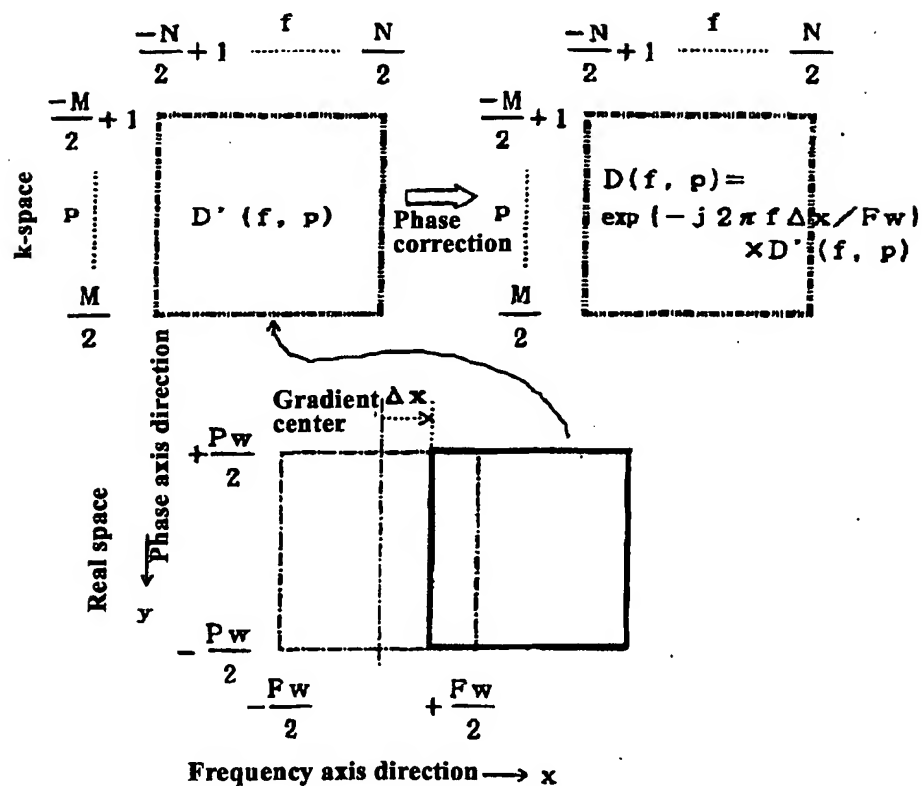 -N/2 + 1 ........ f ........ N/2
-N/2 + 1 ........ f ........ N/2
-M/2 + 1
-M/2 + 1
k-space
P
D' (f, p)
Phase
correction
P
D(f, p)=
exp (-j 2π f Δx/Fw)
×D' (f, p)
M/2
M/2
Phase axis direction
Gradient Δx
center
+Pw/2
Real space
y
-Pw/2
-Fw/2
+Fw/2
Frequency axis direction → x